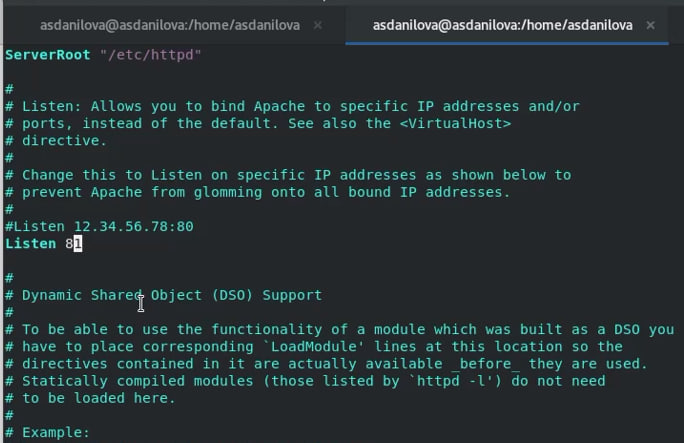 asdanilova@asdanilova:/home/asdanilova × asdanilova@asdanilova:/home/asdanilova ×
ServerRoot "/etc/httpd"
#
# Listen: Allows you to bind Apache to specific IP addresses and/or
# ports, instead of the default. See also the <VirtualHost>
# directive.
#
# Change this to Listen on specific IP addresses as shown below to
# prevent Apache from glomming onto all bound IP addresses.
#
#Listen 12.34.56.78:80
Listen 81
#
# Dynamic Shared Object (DSO) Support
#
# To be able to use the functionality of a module which was built as a DSO you
# have to place corresponding `LoadModule' lines at this location so the
# directives contained in it are actually available _before_ they are used.
# Statically compiled modules (those listed by `httpd -l') do not need
# to be loaded here.
#
# Example: